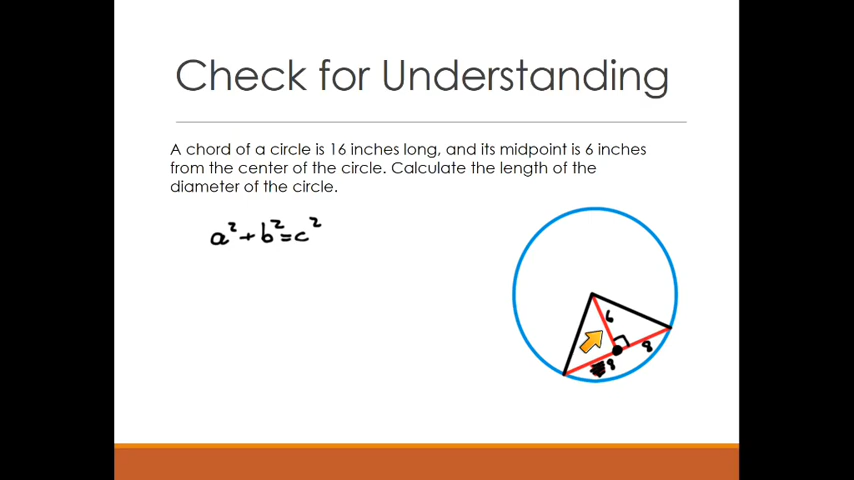 Check for Understanding
A chord of a circle is 16 inches long, and its midpoint is 6 inches
from the center of the circle. Calculate the length of the
diameter of the circle.
a²+b²=c²
6
8
8